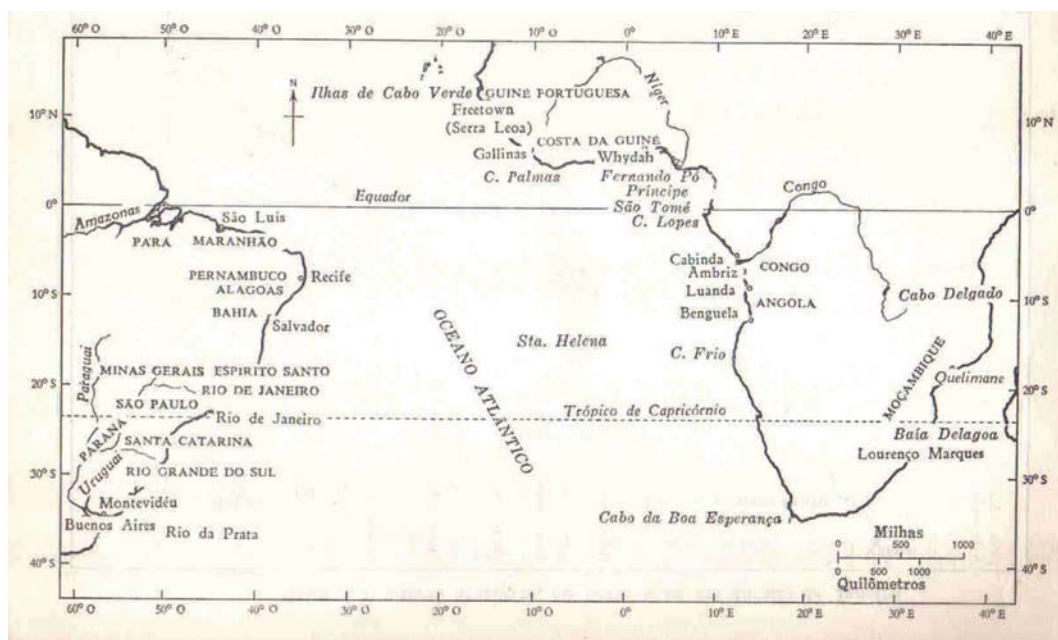 60° O 50° O 40° O 30° O 20° O 10° O 0° 10° E 20° E 30° E 40° E
N
Ilhas de Cabo Verde
GUINÉ PORTUGUESA
Niger
10° N
10° N
Freetown
(Serra Leoa)
COSTA DA GUINÉ
Gallinas
Whydah
C. Palmas
Fernando Pó
Príncipe
Congo
Equador
São Tomé
0°
0°
Amazonas
São Luis
C. Lopes
PARÁ
MARANHÃO
Cabinda
CONGO
Ambriz
PERNAMBUCO
Recife
ALAGOAS
Luanda
ANGOLA
Cabo Delgado
10° S
10° S
BAHIA
Benguela
Salvador
OCEANO ATLÂNTICO
Sta. Helena
C. Frio
MOÇAMBIQUE
Paraguai
MINAS GERAIS
ESPIRITO SANTO
Quelimane
20° S
20° S
RIO DE JANEIRO
SÃO PAULO
Rio de Janeiro
Trópico de Capricórnio
PARANA
SANTA CATARINA
Baía Delagoa
Lourenço Marques
Uruguai
RIO GRANDE DO SUL
30° S
30° S
Montevidéu
Buenos Aires
Rio da Prata
Cabo da Boa Esperança
Milhas
0 500 1000
0 500 1000
Quilômetros
40° S
40° S
60° O 50° O 40° O 30° O 20° O 10° O 0° 10° E 20° E 30° E 40° E